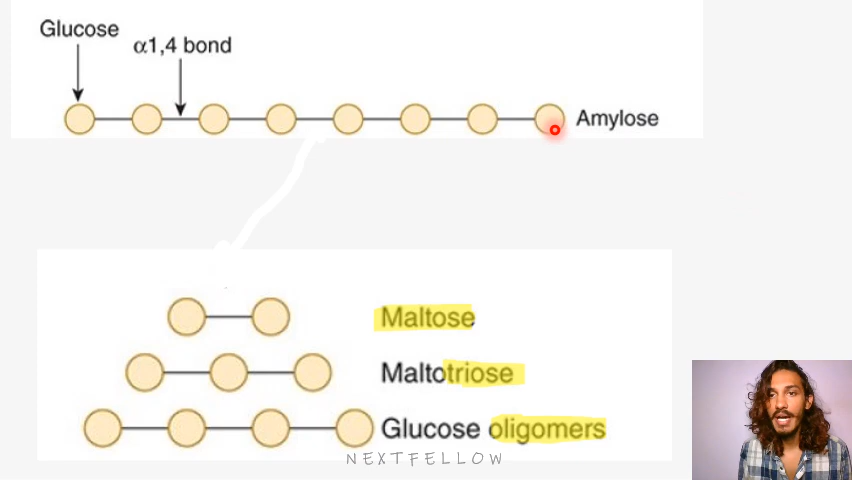 Glucose
α1,4 bond
Amylose
Maltose
Maltotriose
Glucose oligomers
NEXTFELLOW